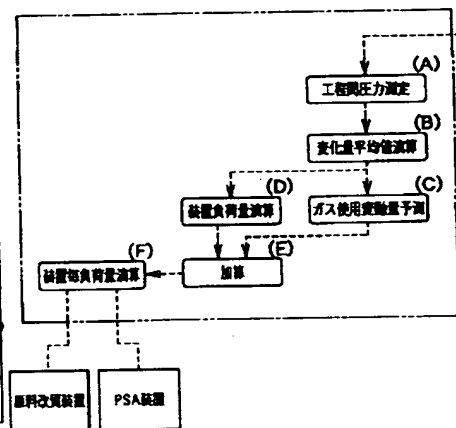 (A)
工程間圧力測定
(B)
変化量平均値演算
(D)
(C)
装置負荷量演算
ガス使用変動量予測
(F)
(E)
装置毎負荷量演算
加算
原料改質装置
PSA装置